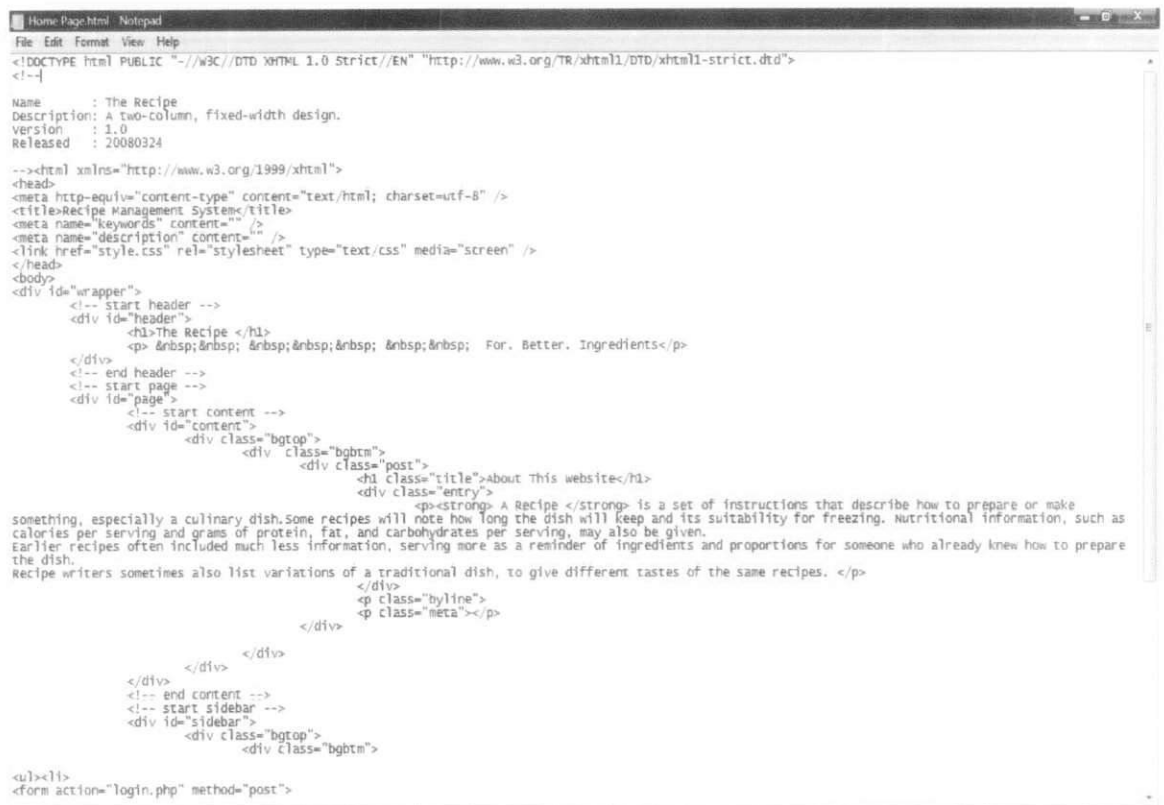 Home Page.html - Notepad
File Edit Format View Help
<!DOCTYPE html PUBLIC "-//W3C//DTD XHTML 1.0 Strict//EN" "http://www.w3.org/TR/xhtml1/DTD/xhtml1-strict.dtd">
<!--
Name : The Recipe
Description: A two-column, fixed-width design.
Version : 1.0
Released : 20080324
--><html xmlns="http://www.w3.org/1999/xhtml">
<head>
<meta http-equiv="content-type" content="text/html; charset=utf-8" />
<title>Recipe Management System</title>
<meta name="keywords" content="" />
<meta name="description" content="" />
<link href="style.css" rel="stylesheet" type="text/css" media="screen" />
</head>
<body>
<div id="wrapper">
<!-- start header -->
<div id="header">
<h1>The Recipe </h1>
<p> &nbsp;&nbsp; &nbsp;&nbsp;&nbsp; &nbsp;&nbsp; For. Better. Ingredients</p>
</div>
<!-- end header -->
<!-- start page -->
<div id="page">
<!-- start content -->
<div id="content">
<div class="bgtop">
<div class="bgbtm">
<div class="post">
<h1 class="title">About This website</h1>
<div class="entry">
<p><strong> A Recipe </strong> is a set of instructions that describe how to prepare or make
something, especially a culinary dish.Some recipes will note how long the dish will keep and its suitability for freezing. Nutritional information, such as
calories per serving and grams of protein, fat, and carbohydrates per serving, may also be given.
Earlier recipes often included much less information, serving more as a reminder of ingredients and proportions for someone who already knew how to prepare
the dish.
Recipe writers sometimes also list variations of a traditional dish, to give different tastes of the same recipes. </p>
</div>
<p class="byline">
<p class="meta"></p>
</div>
</div>
</div>
</div>
<!-- end content -->
<!-- start sidebar -->
<div id="sidebar">
<div class="bgtop">
<div class="bgbtm">
<ul><li>
<form action="login.php" method="post">